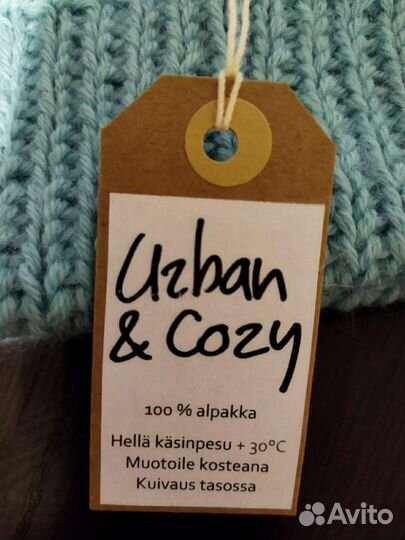 Urban
& Cozy
100 % alpakka
Hellä käsinpesu + 30°C
Muotoile kosteana
Kuivaus tasossa
Avito